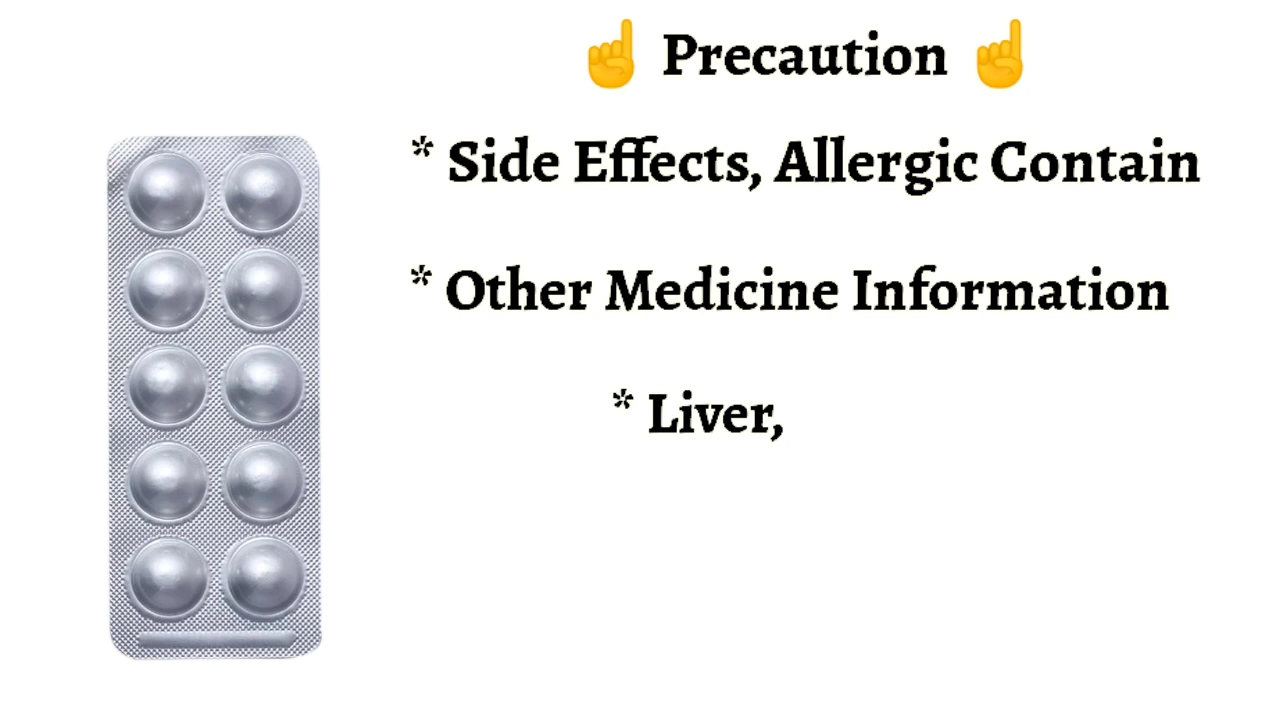 ☝ Precaution ☝
* Side Effects, Allergic Contain
* Other Medicine Information
* Liver,